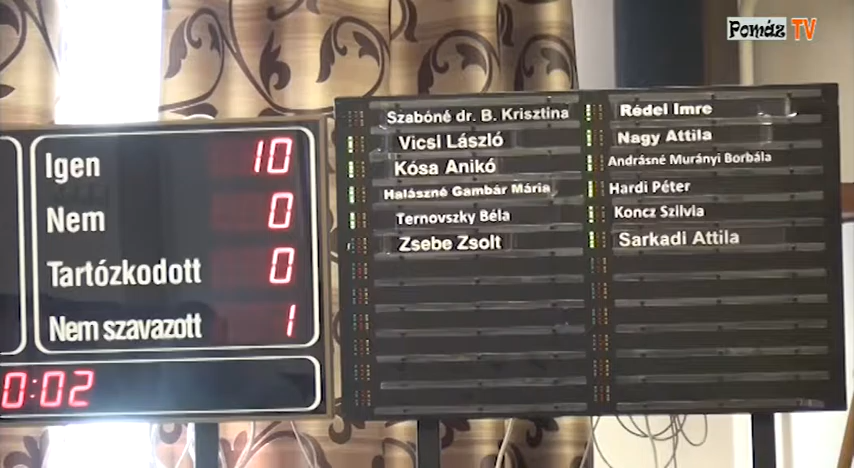 Pomáz TV
Igen 10
Nem 0
Tartózkodott 0
Nem szavazott 1
0:02
Szabóné dr. B. Krisztina
Vicsi László
Kósa Anikó
Halászné Gambár Mária
Ternovszky Béla
Zsebe Zsolt
Rédel Imre
Nagy Attila
Andrásné Murányi Borbála
Hardi Péter
Koncz Szilvia
Sarkadi Attila